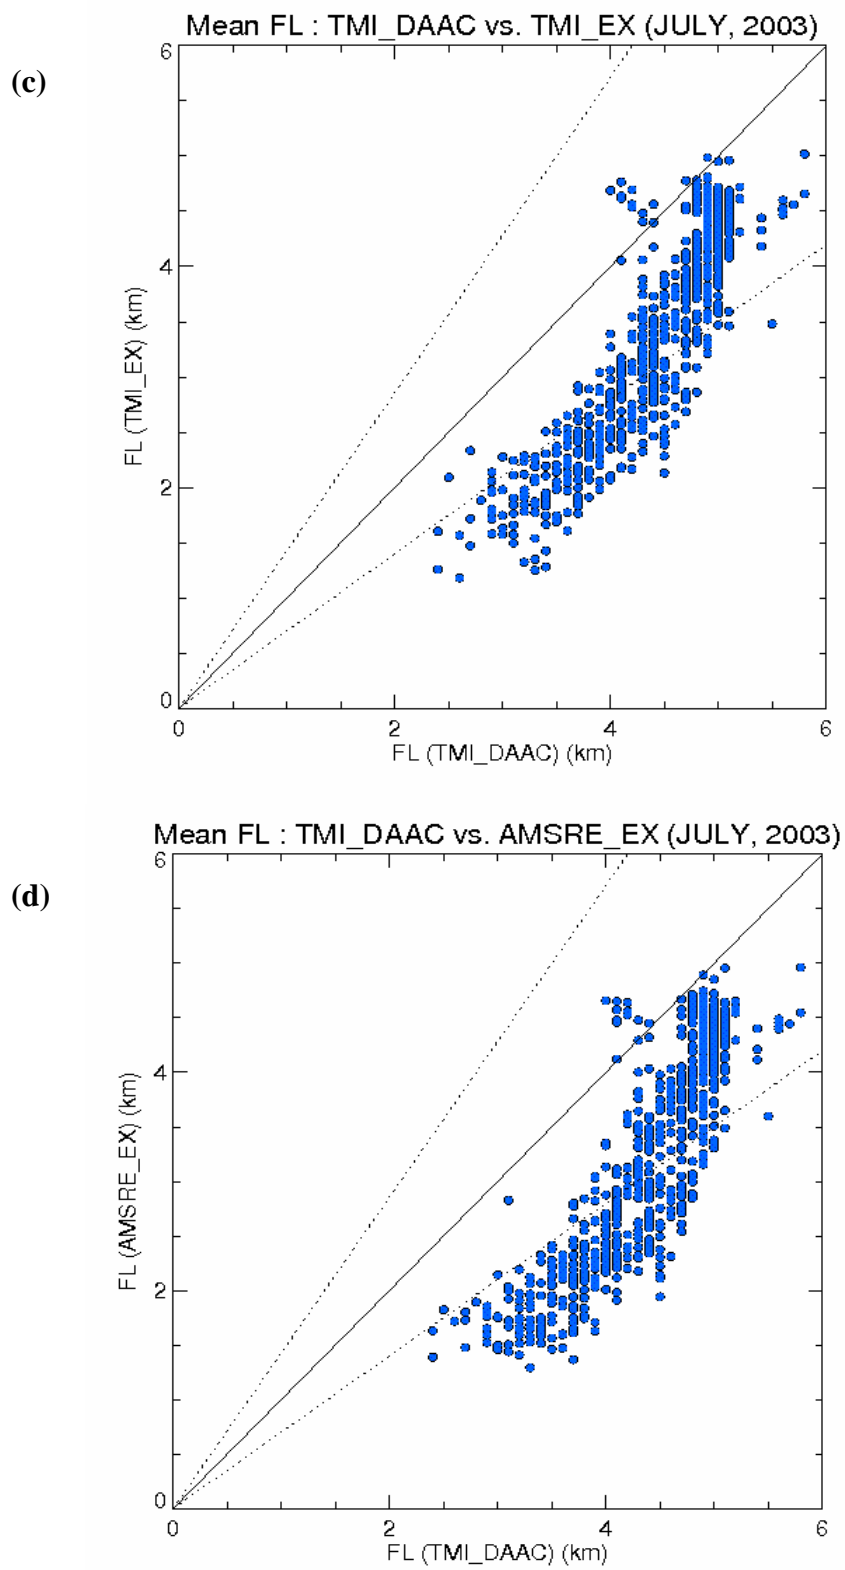 Mean FL : TMI_DAAC vs. TMI_EX (JULY, 2003)
(c)
6
4
2
0
FL (TMI_EX) (km)
0 2 4 6
FL (TMI_DAAC) (km)
Mean FL : TMI_DAAC vs. AMSRE_EX (JULY, 2003)
(d)
6
4
2
0
FL (AMSRE_EX) (km)
0 2 4 6
FL (TMI_DAAC) (km)